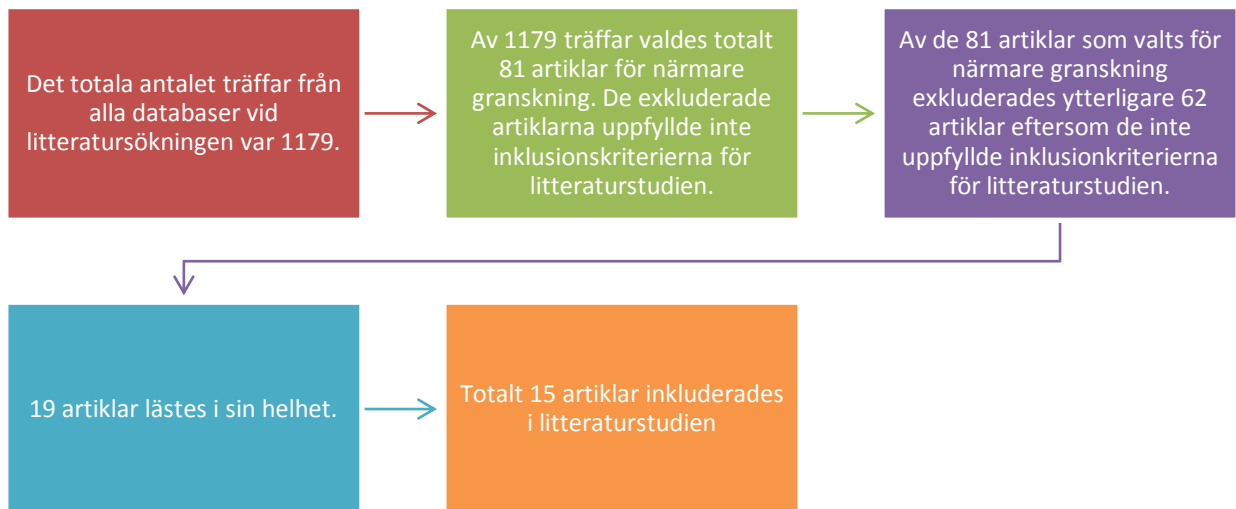 Det totala antalet träffar från
alla databaser vid
litteratursökningen var 1179.
Av 1179 träffar valdes totalt
81 artiklar för närmare
granskning. De exkluderade
artiklarna uppfyllde inte
inklusionskriterierna för
litteraturstudien.
Av de 81 artiklar som valts för
närmare granskning
exkluderades ytterligare 62
artiklar eftersom de inte
uppfyllde inklusionkriterierna
för litteraturstudien.
19 artiklar lästes i sin helhet.
Totalt 15 artiklar inkluderades
i litteraturstudien